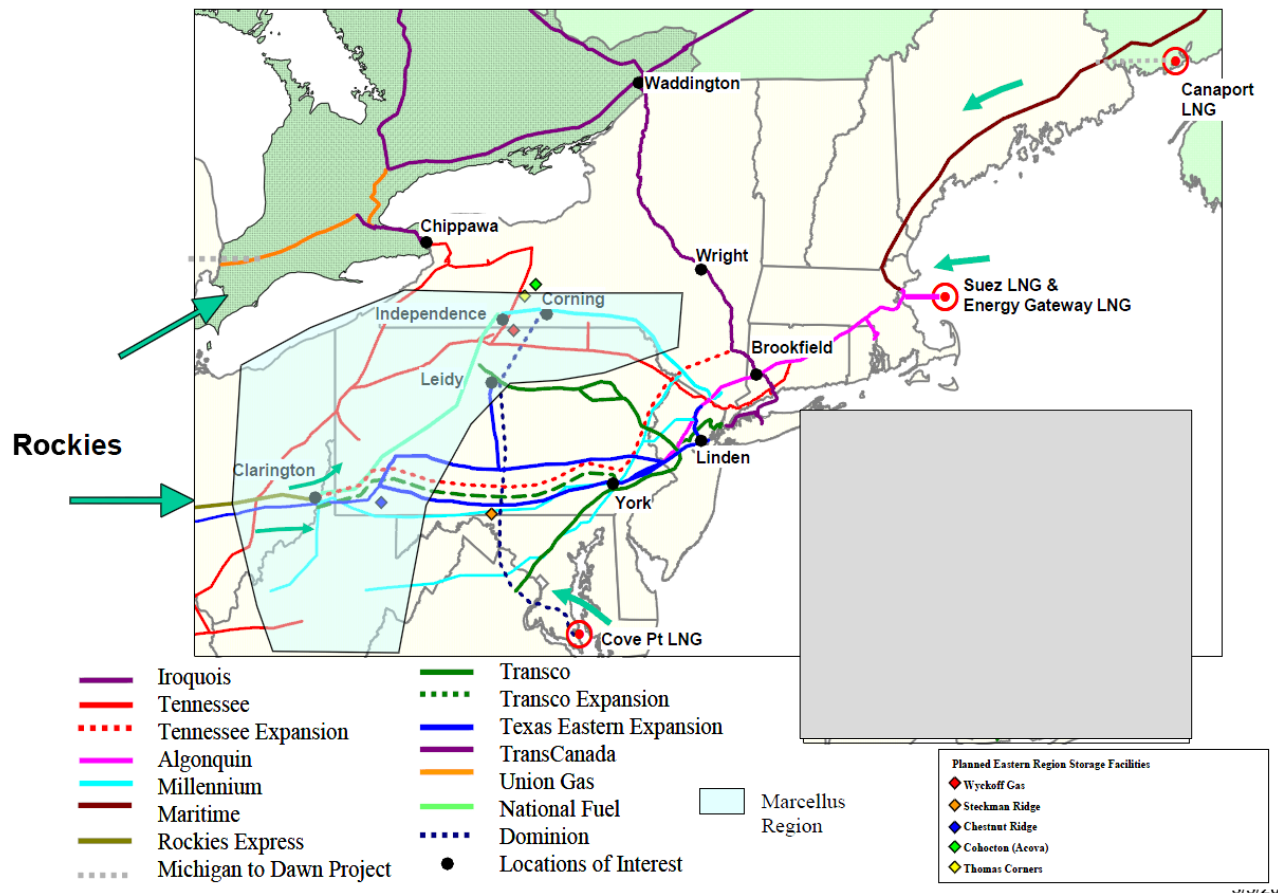 Waddington
Canaport
LNG
Chippawa
Wright
Suez LNG &
Energy Gateway LNG
Corning
Independence
Brookfield
Leidy
Rockies
Linden
Clarington
York
Cove Pt LNG
Iroquois
Tennessee
Tennessee Expansion
Algonquin
Millennium
Maritime
Rockies Express
Michigan to Dawn Project
Transco
Transco Expansion
Texas Eastern Expansion
TransCanada
Union Gas
National Fuel
Dominion
Locations of Interest
Marcellus
Region
Planned Eastern Region Storage Facilities
Wyckoff Gas
Steckman Ridge
Chestnut Ridge
Cohocton (Acova)
Thomas Corners